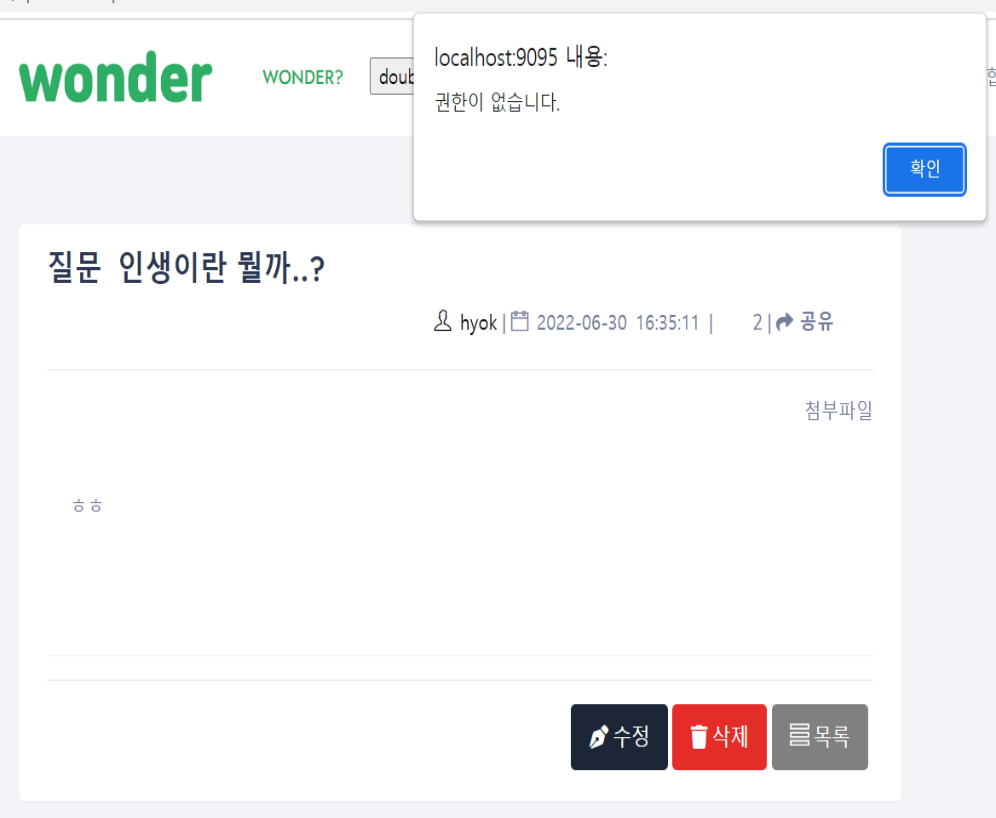 localhost:9095 내용:
권한이 없습니다.
확인
wonder
WONDER?
doub
질문 인생이란 뭘까..?
hyok | 2022-06-30 16:35:11 | 2 | 공유
첨부파일
ㅎㅎ
수정 삭제 목록